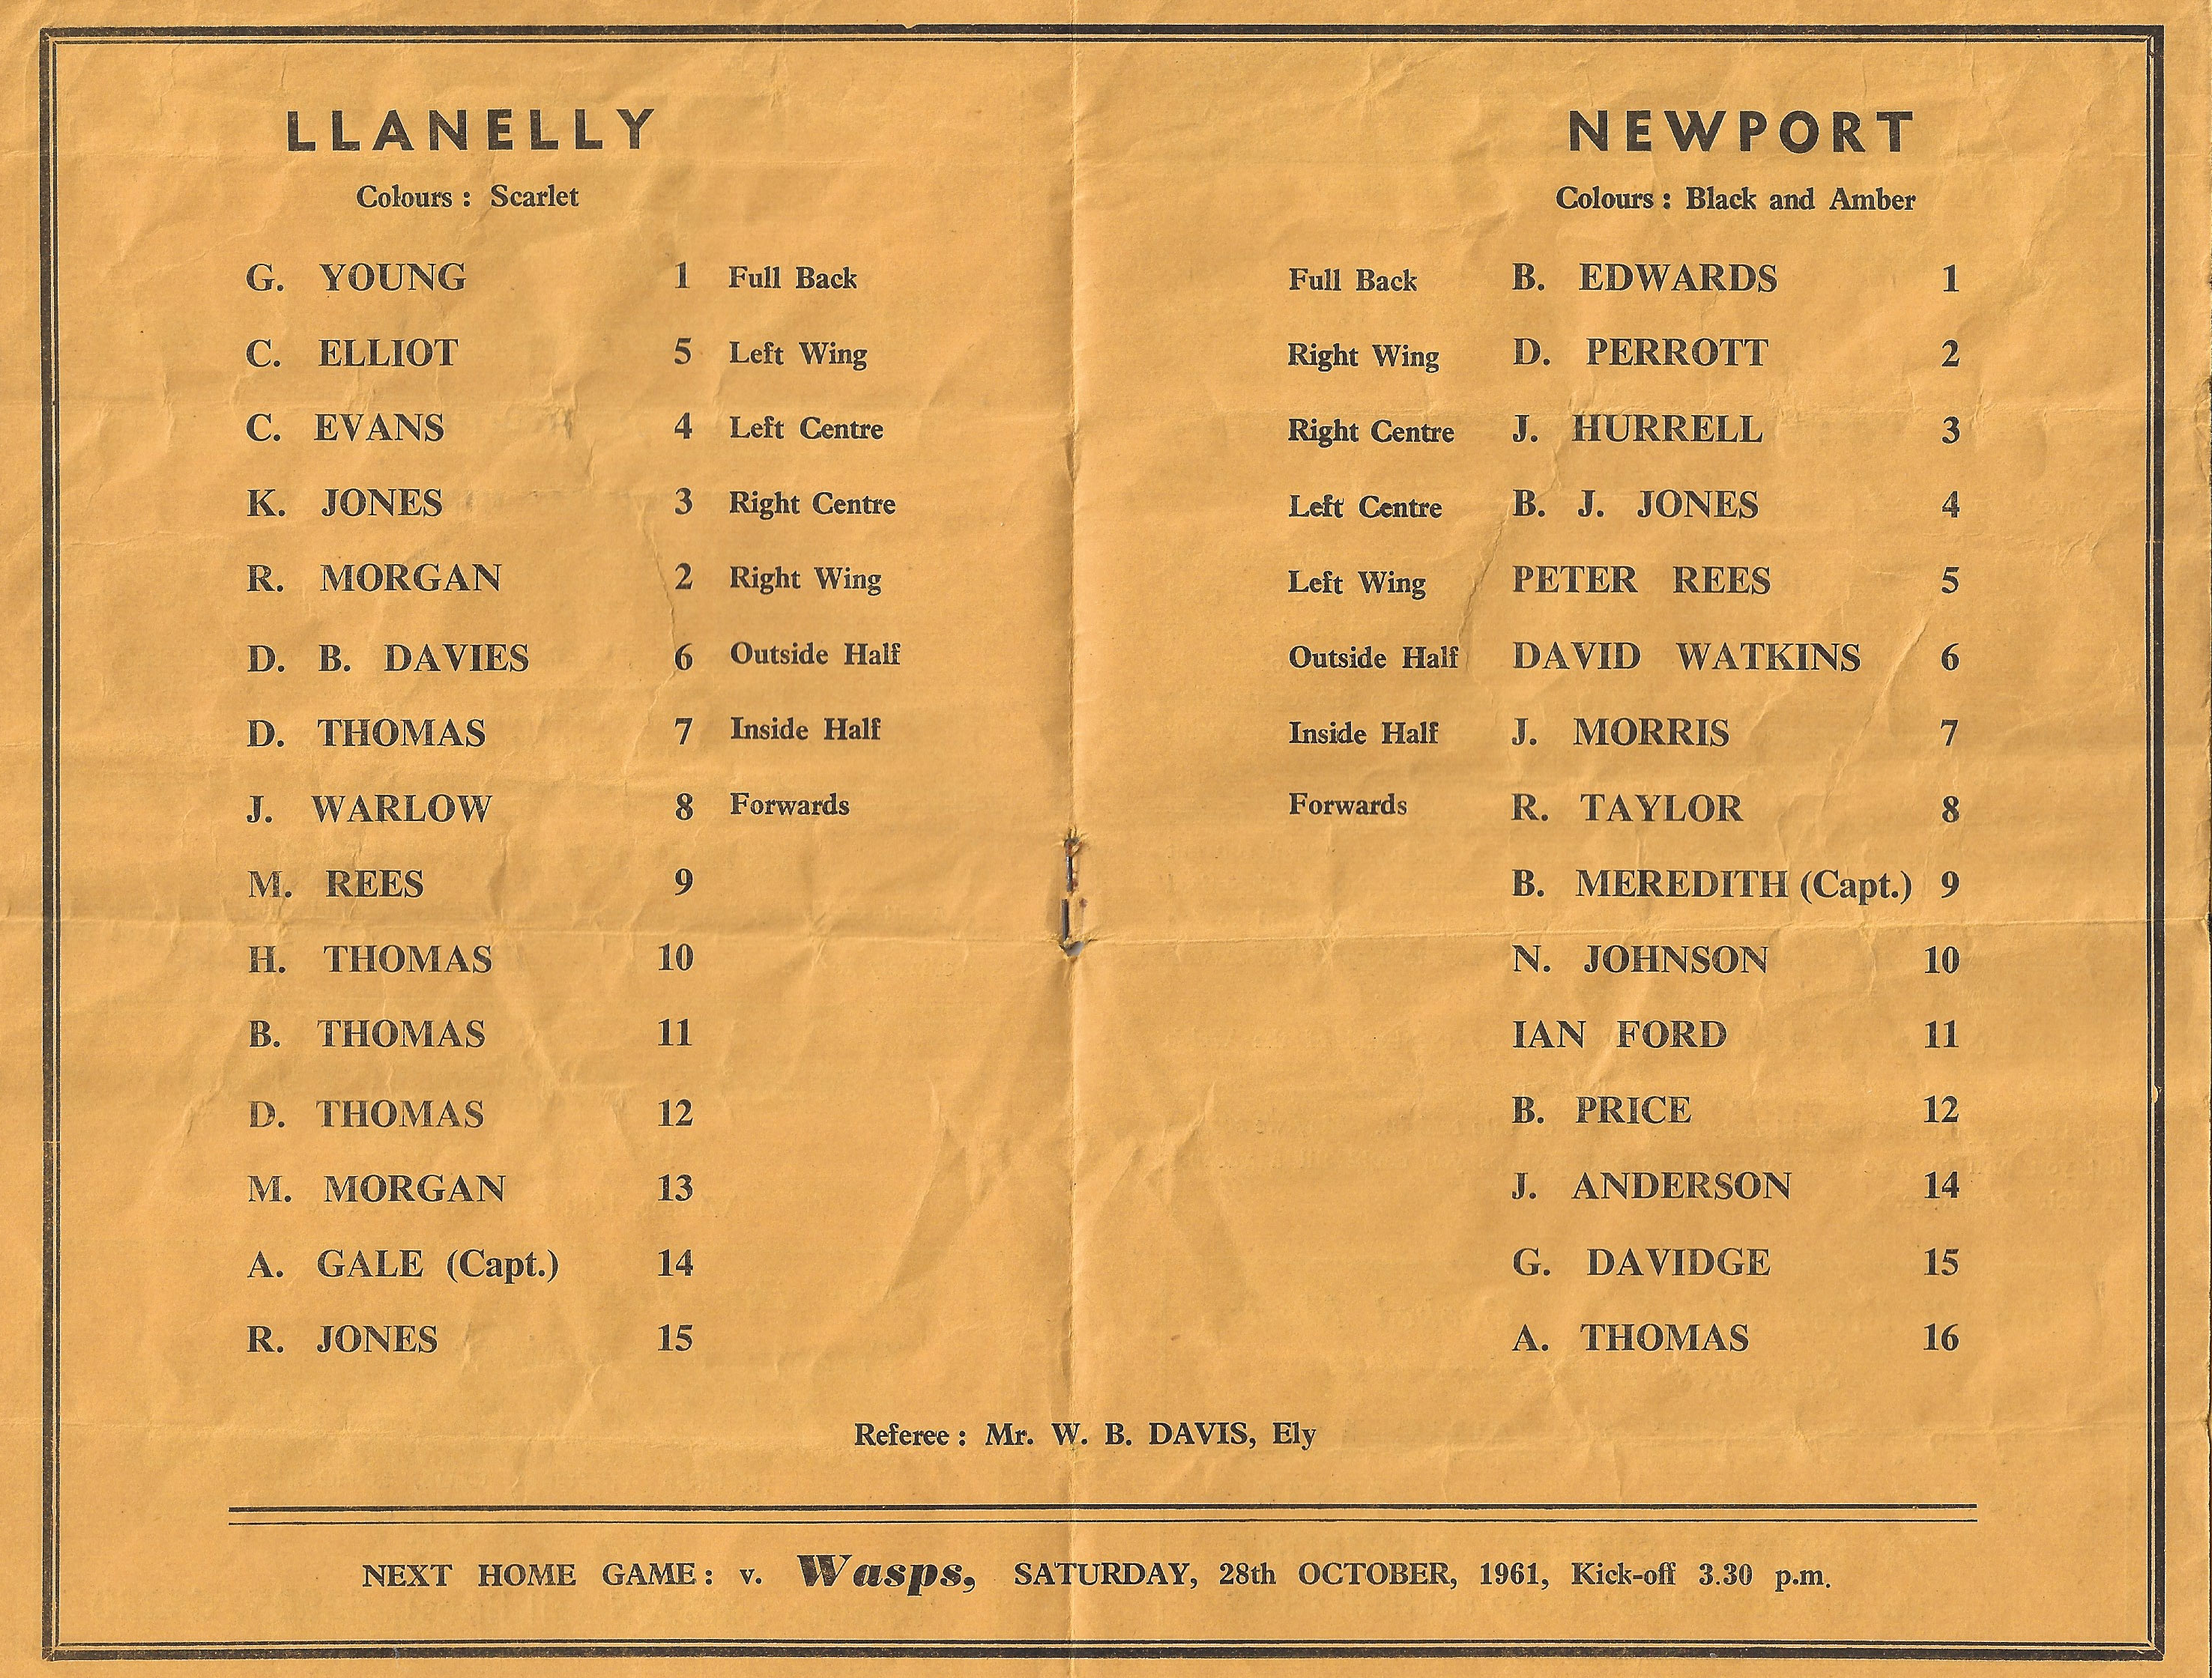 LLANELLY
Colours : Scarlet
G. YOUNG 1 Full Back
C. ELLIOT 5 Left Wing
C. EVANS 4 Left Centre
K. JONES 3 Right Centre
R. MORGAN 2 Right Wing
D. B. DAVIES 6 Outside Half
D. THOMAS 7 Inside Half
J. WARLOW 8 Forwards
M. REES 9
H. THOMAS 10
B. THOMAS 11
D. THOMAS 12
M. MORGAN 13
A. GALE (Capt.) 14
R. JONES 15
NEWPORT
Colours : Black and Amber
Full Back B. EDWARDS 1
Right Wing D. PERROTT 2
Right Centre J. HURRELL 3
Left Centre B. J. JONES 4
Left Wing PETER REES 5
Outside Half DAVID WATKINS 6
Inside Half J. MORRIS 7
Forwards R. TAYLOR 8
B. MEREDITH (Capt.) 9
N. JOHNSON 10
IAN FORD 11
B. PRICE 12
J. ANDERSON 14
G. DAVIDGE 15
A. THOMAS 16
Referee : Mr. W. B. DAVIS, Ely
NEXT HOME GAME : v. Wasps, SATURDAY, 28th OCTOBER, 1961, Kick-off 3.30 p.m.